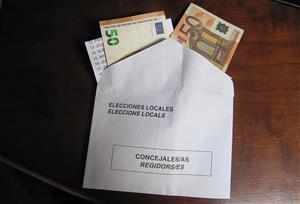 50
50
ELECCIONES LOCALES
ELECCIONS LOCALS
CONCEJALES/AS
REGIDORS/ES